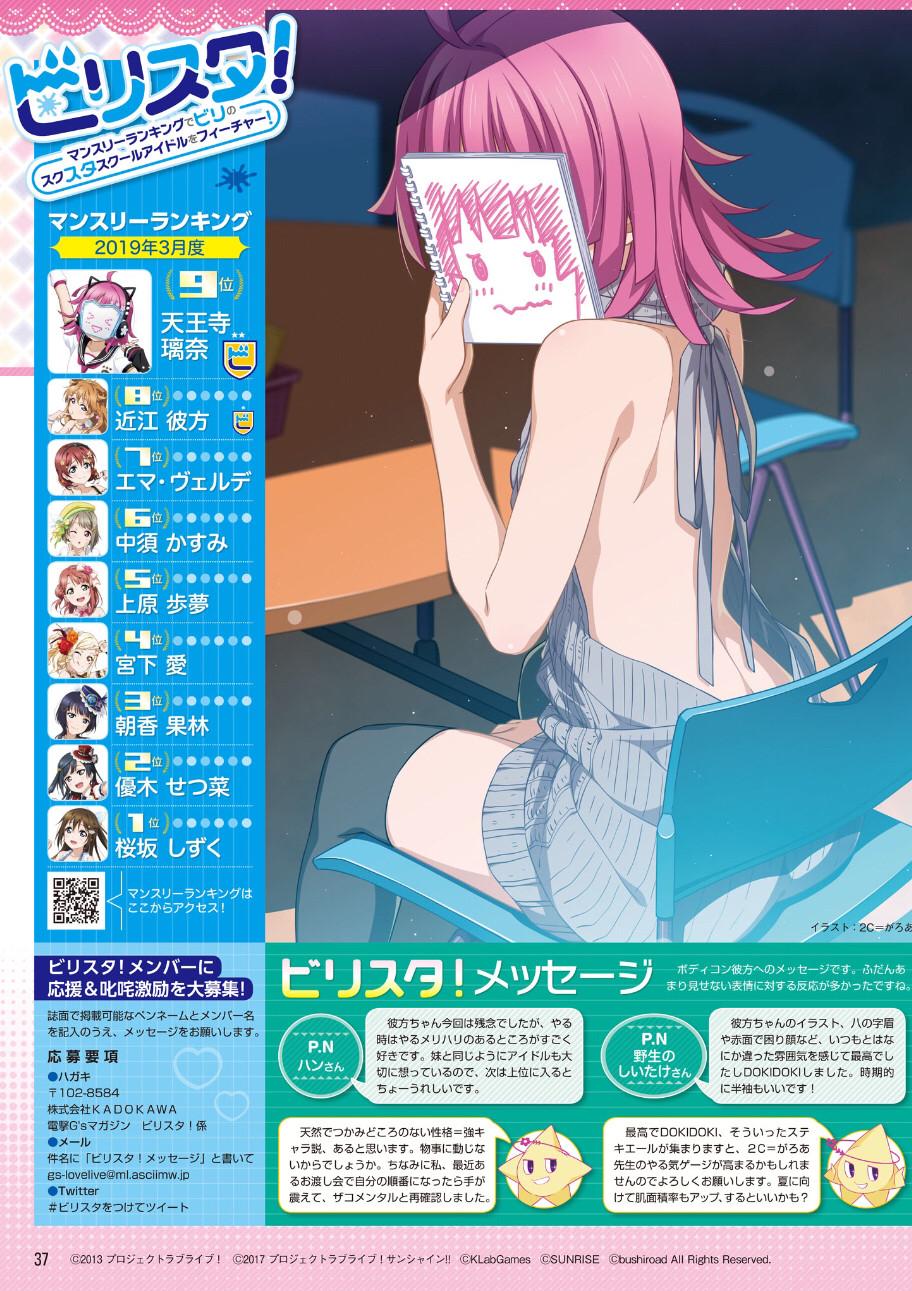 ビリスタ!
マンスリーランキングでビリの
スクスタスクールアイドルをフィーチャー!
マンスリーランキング
2019年3月度
9位
天王寺
璃奈
8位
近江 彼方
7位
エマ・ヴェルデ
6位
中須 かすみ
5位
上原 歩夢
4位
宮下 愛
3位
朝香 果林
2位
優木 せつ菜
1位
桜坂 しずく
マンスリーランキングは
ここからアクセス!
イラスト:2C=がろあ
ビリスタ!メンバーに
応援&叱咤激励を大募集!
誌面で掲載可能なペンネームとメンバー名
を記入のうえ、メッセージをお願いします。
応募要項
●ハガキ
〒102-8584
株式会社KADOKAWA
電撃G'sマガジン ビリスタ!係
●メール
件名に「ビリスタ!メッセージ」と書いて
gs-lovelive@ml.asciimw.jp
●Twitter
#ビリスタをつけてツイート
ビリスタ!メッセージ
ボディコン彼方へのメッセージです。ふだんあ
まり見せない表情に対する反応が多かったですね。
P.N
ハンさん
彼方ちゃん今回は残念でしたが、やる
時はやるメリハリのあるところがすごく
好きです。妹と同じようにアイドルも大
切に想っているので、次は上位に入ると
ちょーうれしいです。
P.N
野生の
しいたけさん
彼方ちゃんのイラスト、八の字眉
や赤面で困り顔など、いつもとはな
にか違った雰囲気を感じて最高でし
たしDOKIDOKIしました。時期的
に半袖もいいです!
天然でつかみどころのない性格=強キ
ャラ説、あると思います。物事に動じな
いからでしょうか。ちなみに私、最近あ
るお渡し会で自分の順番になったら手が
震えて、ザコメンタルと再確認しました。
最高でDOKIDOKI、そういったステ
キエールが集まりますと、2C=がろあ
先生のやる気ゲージが高まるかもしれま
せんのでよろしくお願いします。夏に向
けて肌面積もアップ、するといいかも?
37
©2013 プロジェクトラブライブ! ©2017 プロジェクトラブライブ!サンシャイン!! ©KLabGames ©SUNRISE ©bushiroad All Rights Reserved.